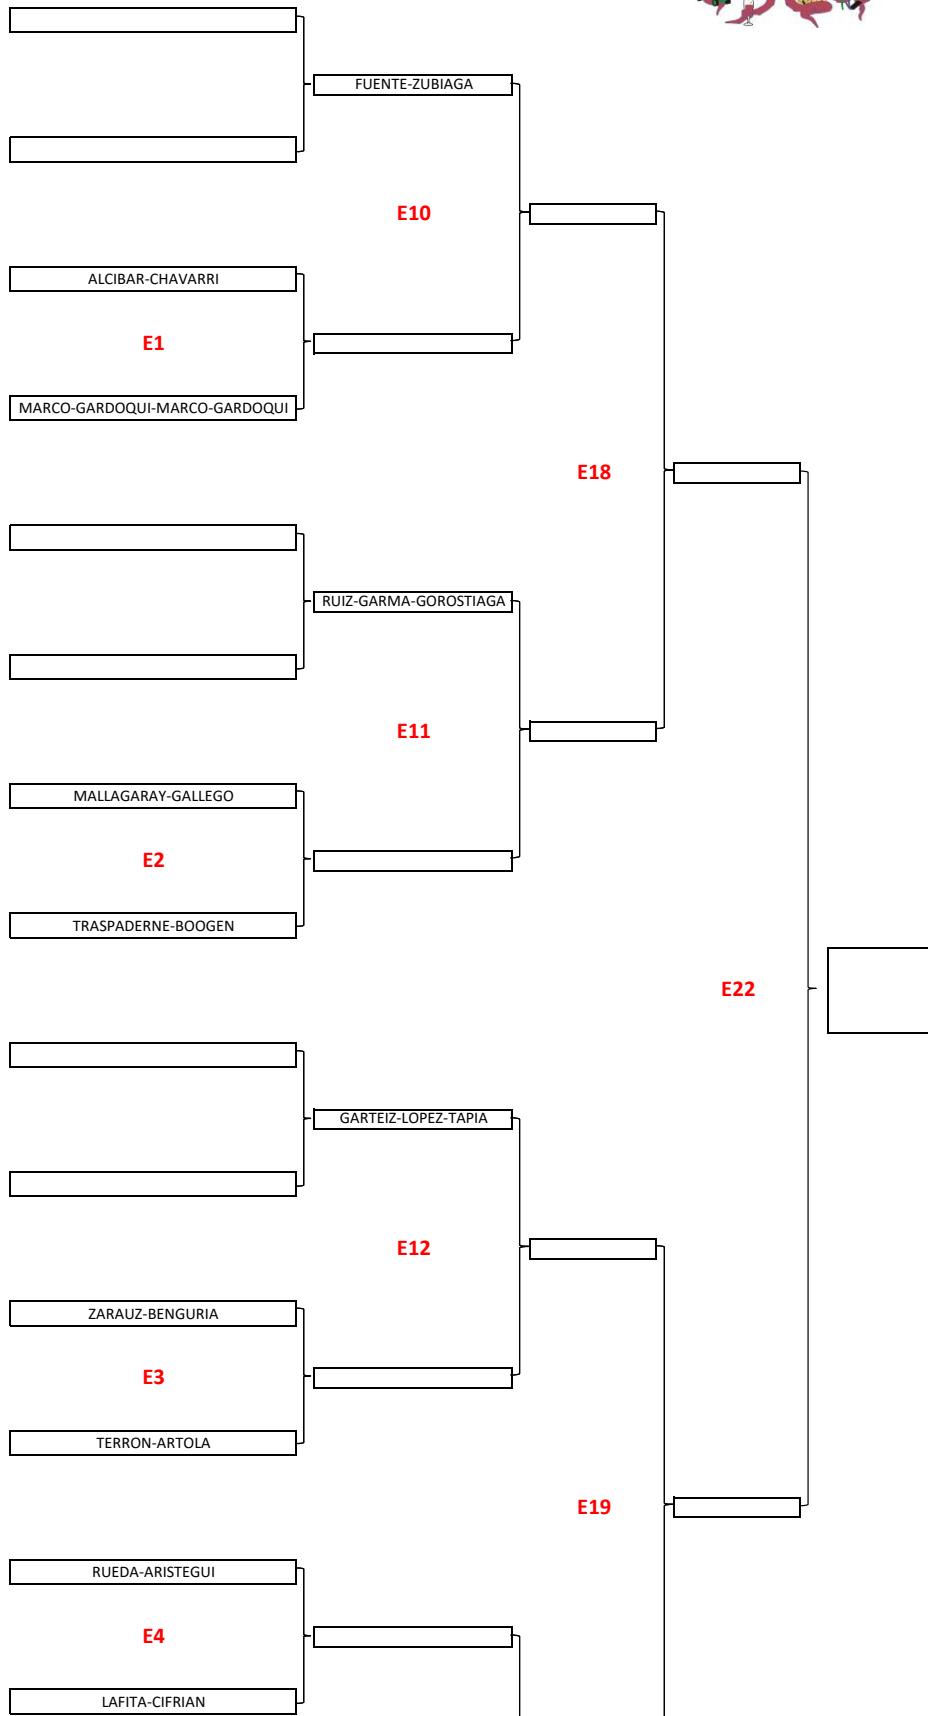 FUENTE-ZUBIAGA
E10
ALCIBAR-CHAVARRI
E1
MARCO-GARDOQUI-MARCO-GARDOQUI
E18
RUIZ-GARMA-GOROSTIAGA
E11
MALLAGARAY-GALLEGO
E2
TRASPADERNE-BOOGEN
E22
GARTEIZ-LOPEZ-TAPIA
E12
ZARAUZ-BENGURIA
E3
TERRON-ARTOLA
E19
RUEDA-ARISTEGUI
E4
LAFITA-CIFRIAN